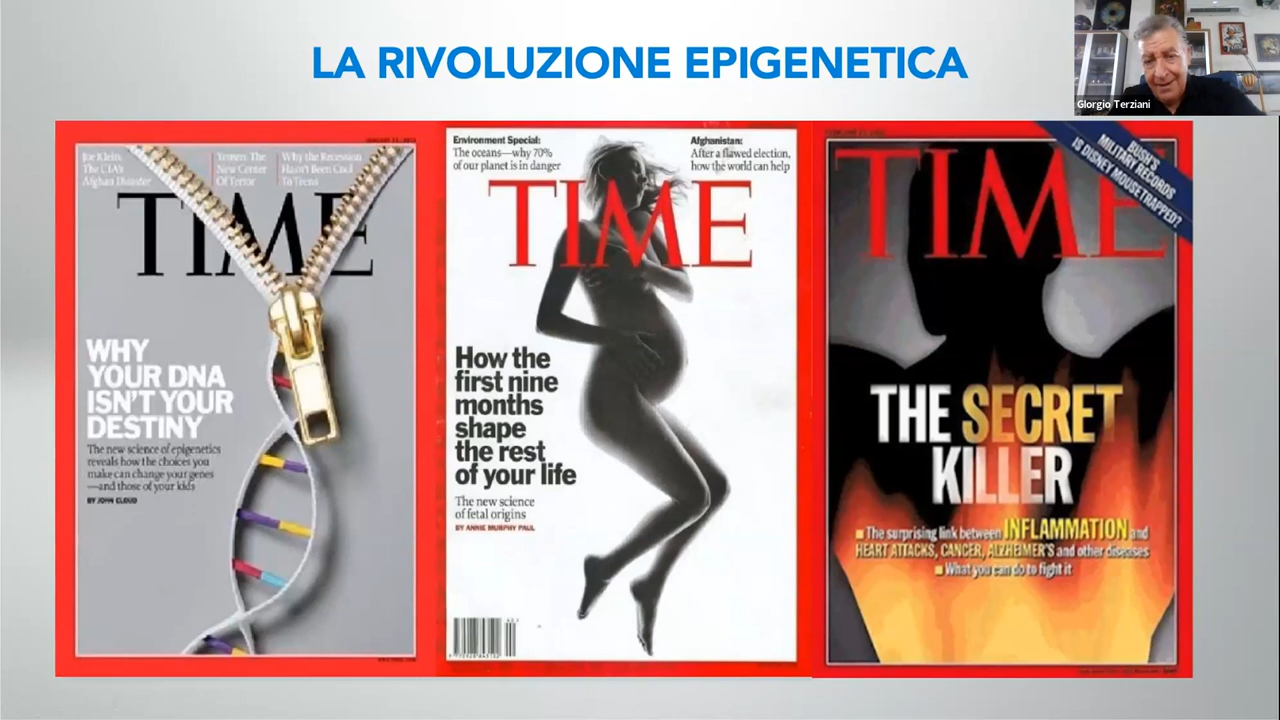 LA RIVOLUZIONE EPIGENETICA
GIorgio Terziani
Joe Klein:
The CIA's
Afghan Disaster
Yemen: The
New Center
Of Terror
Why the Recession
Hasn't Been Cool
To Teens
TIME
WHY
YOUR DNA
ISN'T YOUR
DESTINY
The new science of epigenetics
reveals how the choices you
make can change your genes
—and those of your kids
BY JOHN CLOUD
Environment Special:
The oceans—why 70%
of our planet is in danger
Afghanistan:
After a flawed election,
how the world can help
TIME
How the
first nine
months
shape
the rest
of your life
The new science
of fetal origins
BY ANNIE MURPHY PAUL
BUSH'S
MILITARY RECORDS
IS DISNEY MOUSETRAPPED?
TIME
THE SECRET
KILLER
The surprising link between INFLAMMATION and
HEART ATTACKS, CANCER, ALZHEIMER'S and other diseases
What you can do to fight it